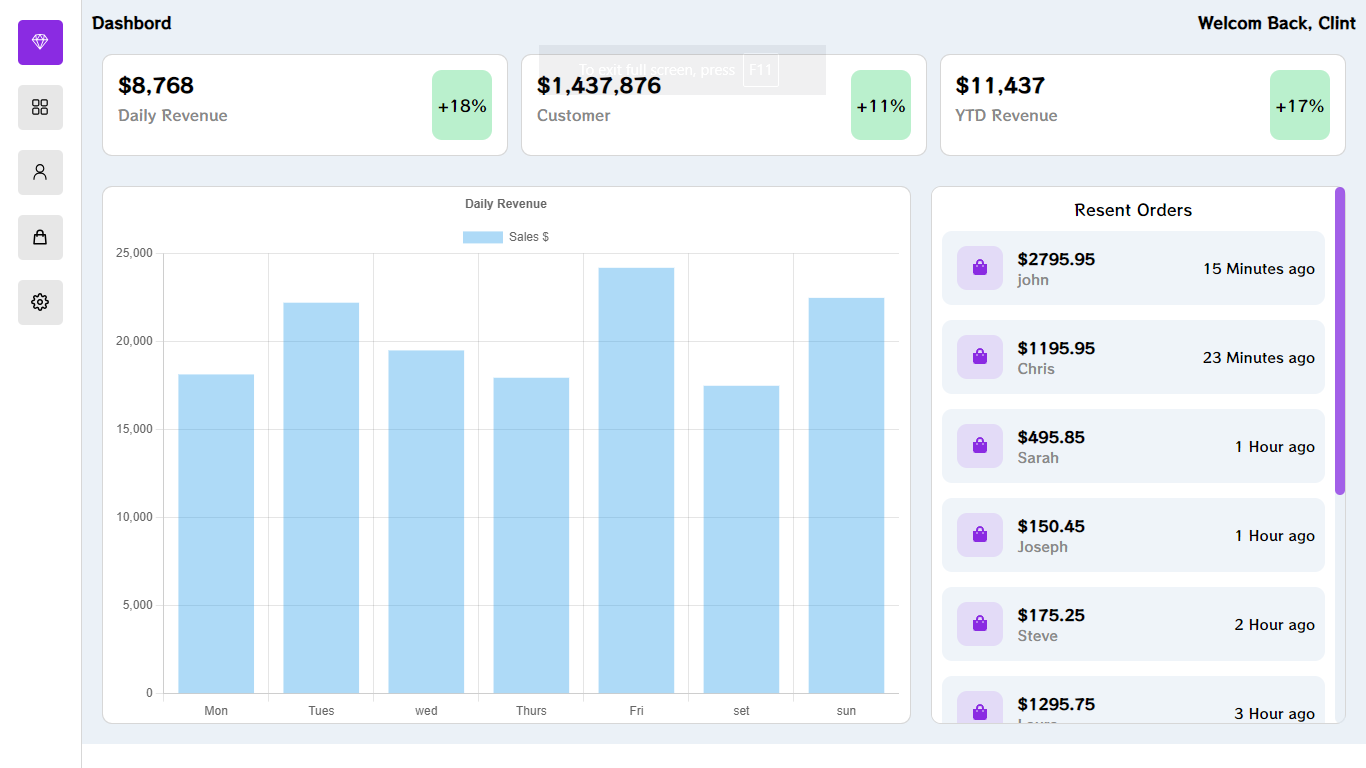 Dashbord
Welcom Back, Clint
$8,768
Daily Revenue
+18%
To exit full screen, press F11
$1,437,876
Customer
+11%
$11,437
YTD Revenue
+17%
Daily Revenue
Sales $
25,000
20,000
15,000
10,000
5,000
0
Mon Tues wed Thurs Fri set sun
Resent Orders
$2795.95
john
15 Minutes ago
$1195.95
Chris
23 Minutes ago
$495.85
Sarah
1 Hour ago
$150.45
Joseph
1 Hour ago
$175.25
Steve
2 Hour ago
$1295.75
3 Hour ago